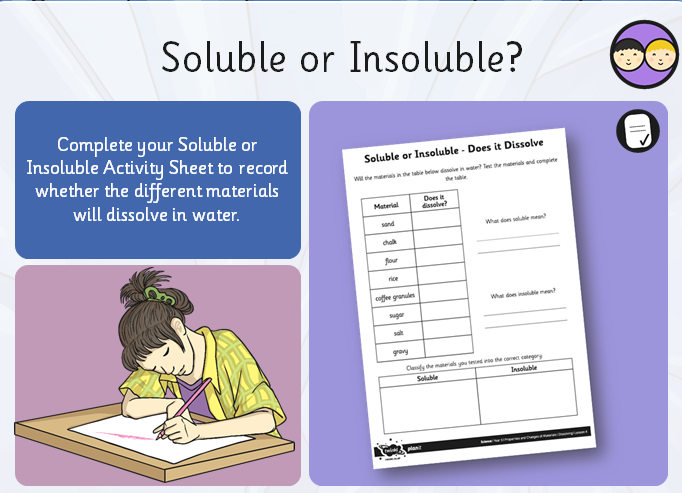 Soluble or Insoluble?
Complete your Soluble or
Insoluble Activity Sheet to record
whether the different materials
will dissolve in water.
Soluble or Insoluble - Does it Dissolve
Will the materials in the table below dissolve in water? Test the materials and complete
the table.
Material
Does it
dissolve?
sand
chalk
flour
rice
coffee granules
sugar
salt
gravy
What does soluble mean?
What does insoluble mean?
Classify the materials you tested into the correct category.
Soluble
Insoluble
twinkl
planit
Science